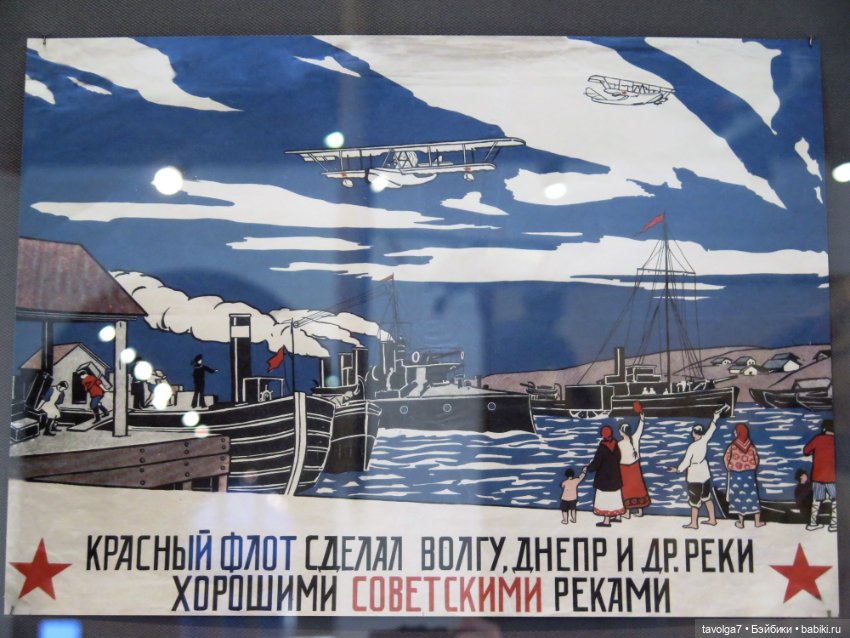 КРАСНЫЙ ФЛОТ СДЕЛАЛ ВОЛГУ, ДНЕПР И ДР. РЕКИ
ХОРОШИМИ СОВЕТСКИМИ РЕКАМИ
tavolga7 • Бэйбики • babiki.ru